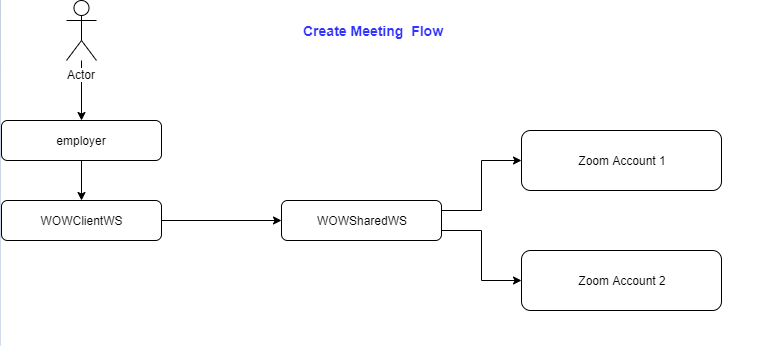 Create Meeting  Flow
Actor
employer
WOWClientWS
WOWSharedWS
Zoom Account 1
Zoom Account 2